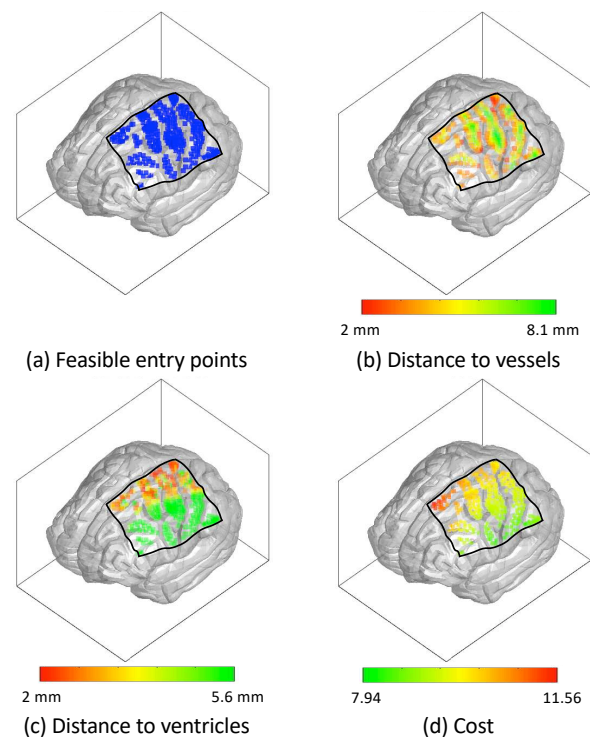 2 mm 8.1 mm
(a) Feasible entry points (b) Distance to vessels
2 mm 5.6 mm 7.94 11.56
(c) Distance to ventricles (d) Cost